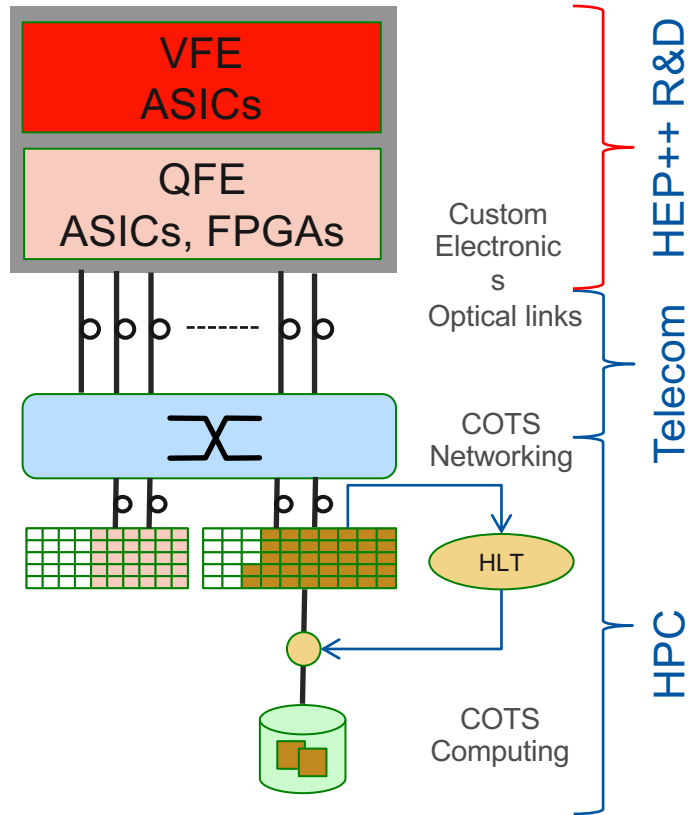 VFE
ASICs
QFE
ASICs, FPGAs
Custom
Electronic
s
Optical links
COTS
Networking
HLT
COTS
Computing
HEP++ R&D
Telecom
HPC